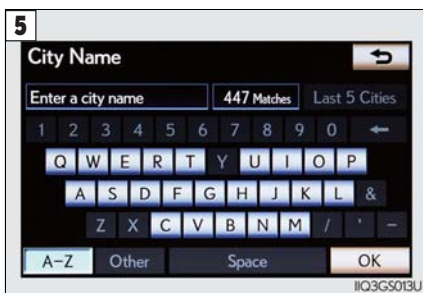 5
City Name
Enter a city name 447 Matches Last 5 Cities
1 2 3 4 5 6 7 8 9 0
Q W E R T Y U I O P
A S D F G H J K L &
Z X C V B N M / ' -
A-Z Other Space OK
IIQ3GS013U